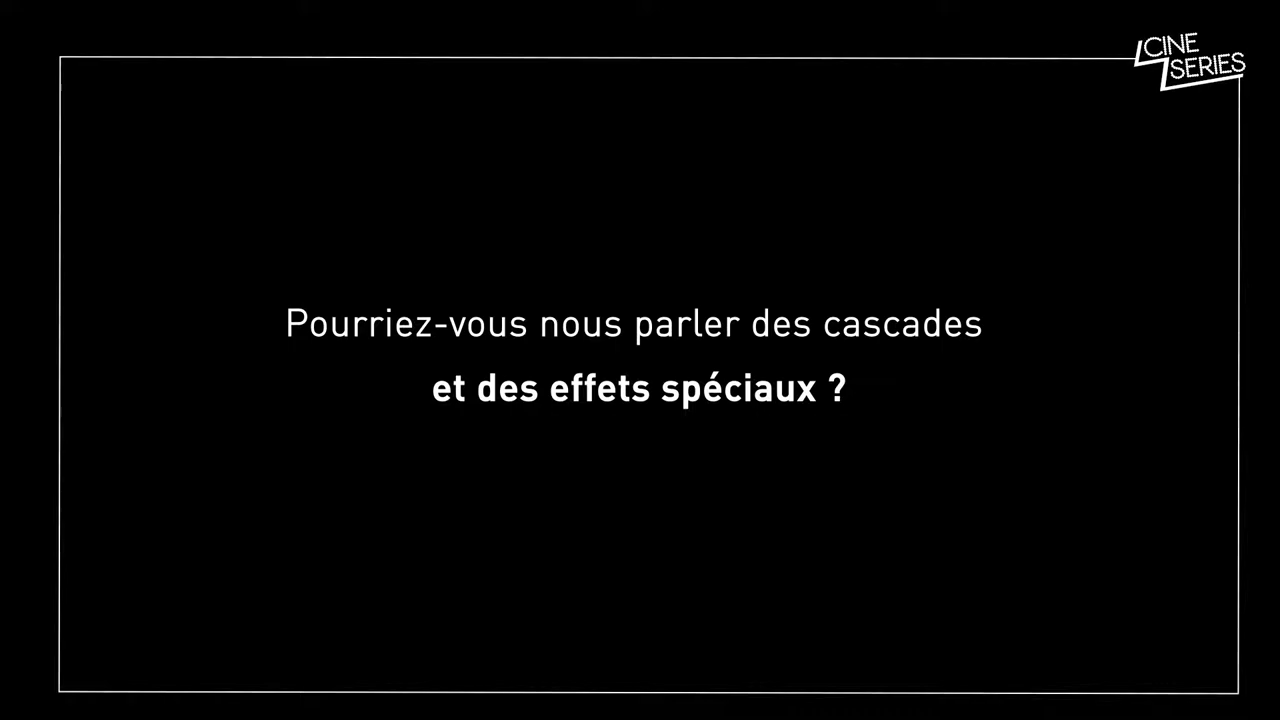 CINE
SERIES
Pourriez-vous nous parler des cascades
et des effets spéciaux ?